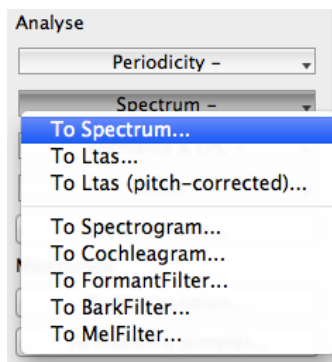 Analyse
Periodicity –
Spectrum –
To Spectrum...
To Ltas...
To Ltas (pitch-corrected)...
To Spectrogram...
To Cochleagram...
To FormantFilter...
To BarkFilter...
To MelFilter...